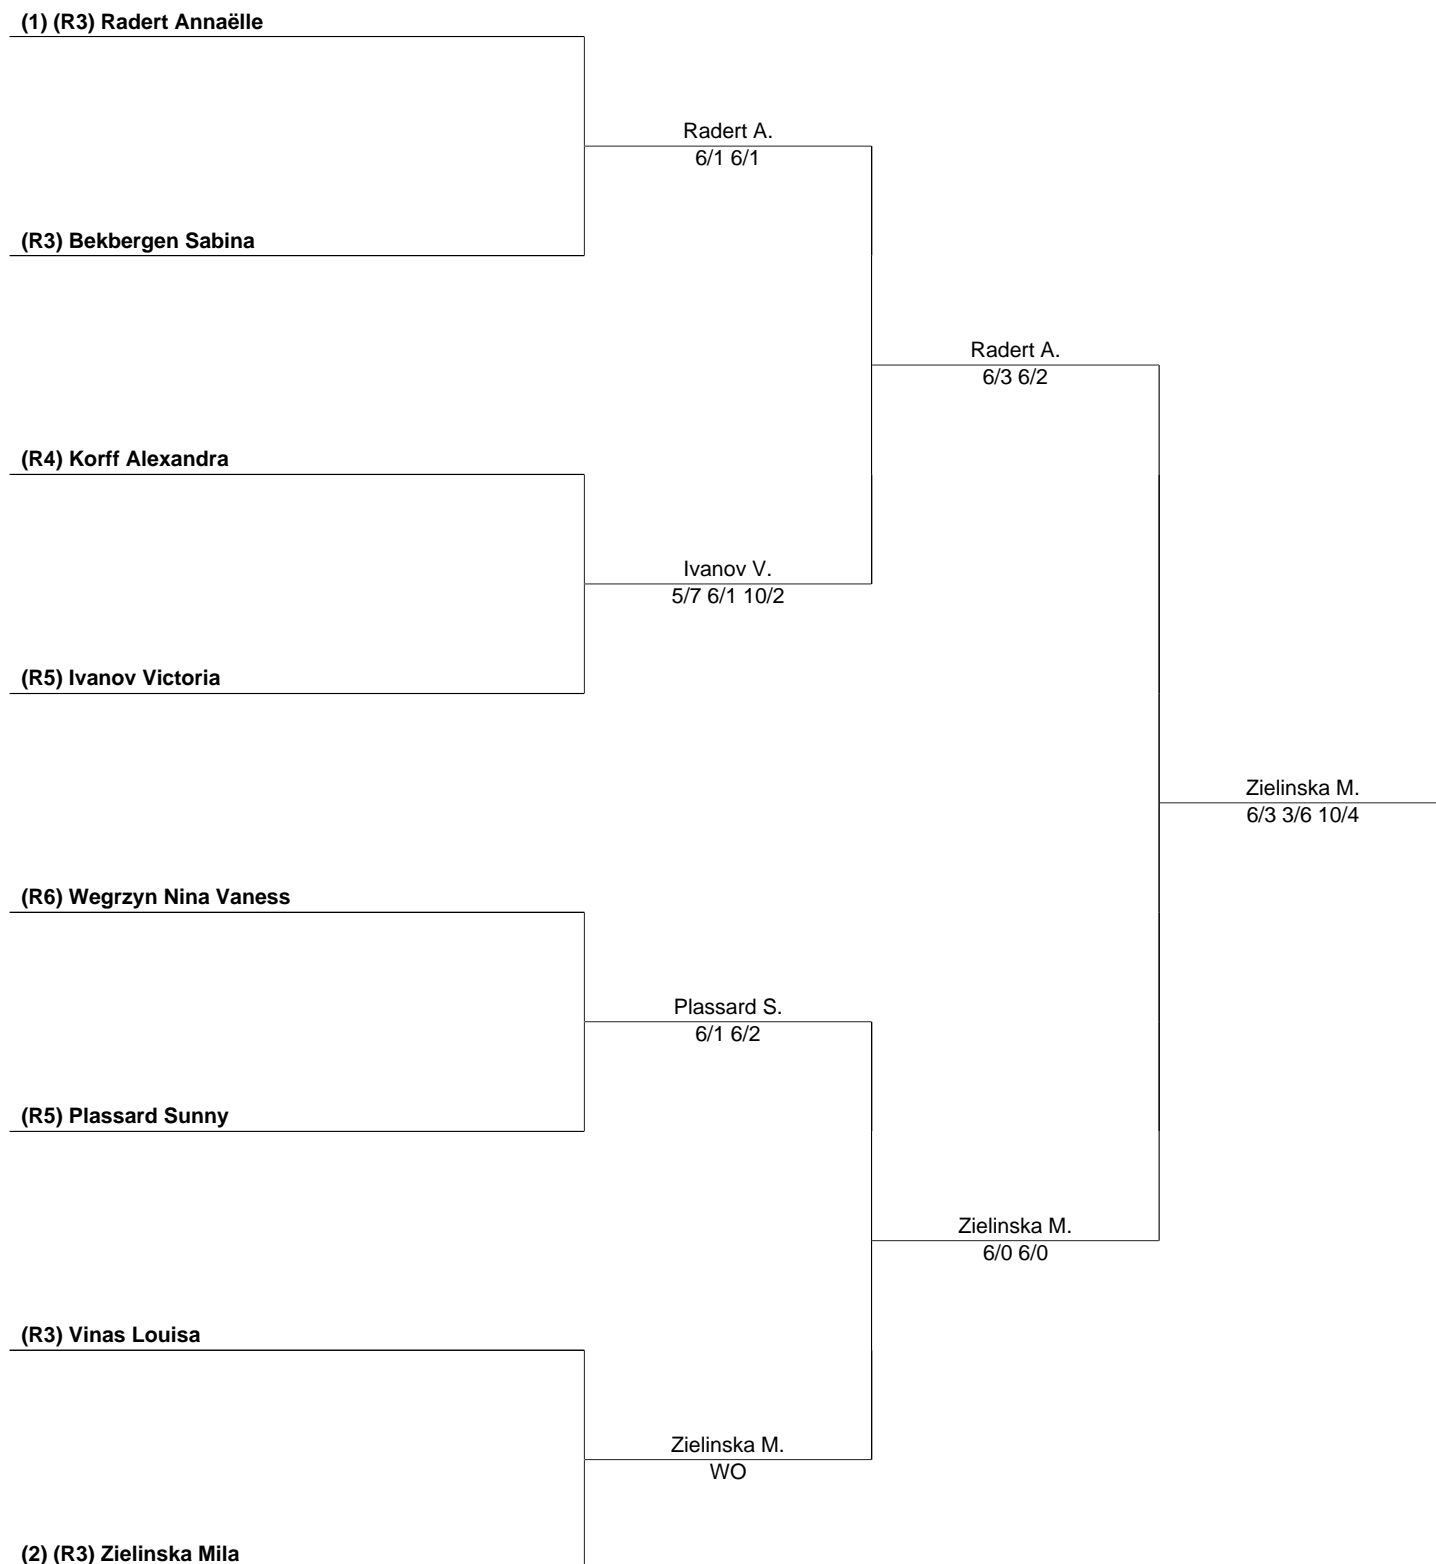 (1) (R3) Radert Annaëlle
Radert A.
6/1 6/1
(R3) Bekbergen Sabina
Radert A.
6/3 6/2
(R4) Korff Alexandra
Ivanov V.
5/7 6/1 10/2
(R5) Ivanov Victoria
Zielinska M.
6/3 3/6 10/4
(R6) Wegrzyn Nina Vaness
Plassard S.
6/1 6/2
(R5) Plassard Sunny
Zielinska M.
6/0 6/0
(R3) Vinas Louisa
Zielinska M.
WO
(2) (R3) Zielinska Mila